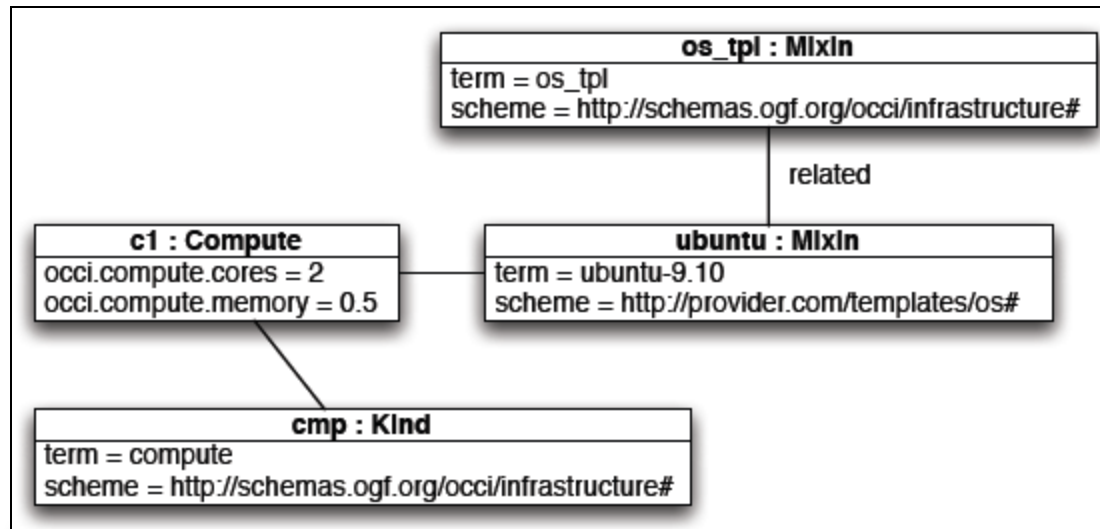 os_tpl : Mixin
term = os_tpl
scheme = http://schemas.ogf.org/occi/infrastructure#
related
c1 : Compute
occi.compute.cores = 2
occi.compute.memory = 0.5
ubuntu : Mixin
term = ubuntu-9.10
scheme = http://provider.com/templates/os#
cmp : Kind
term = compute
scheme = http://schemas.ogf.org/occi/infrastructure#